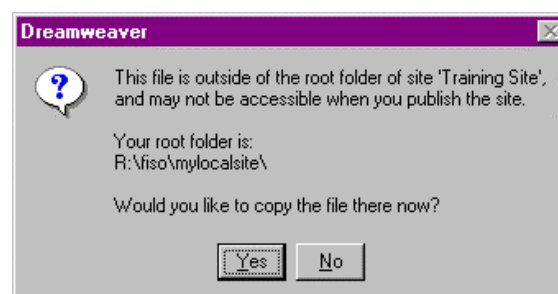 Dreamweaver
This file is outside of the root folder of site 'Training Site',
and may not be accessible when you publish the site.
Your root folder is:
R:\fiso\mylocalsite\
Would you like to copy the file there now?
Yes No